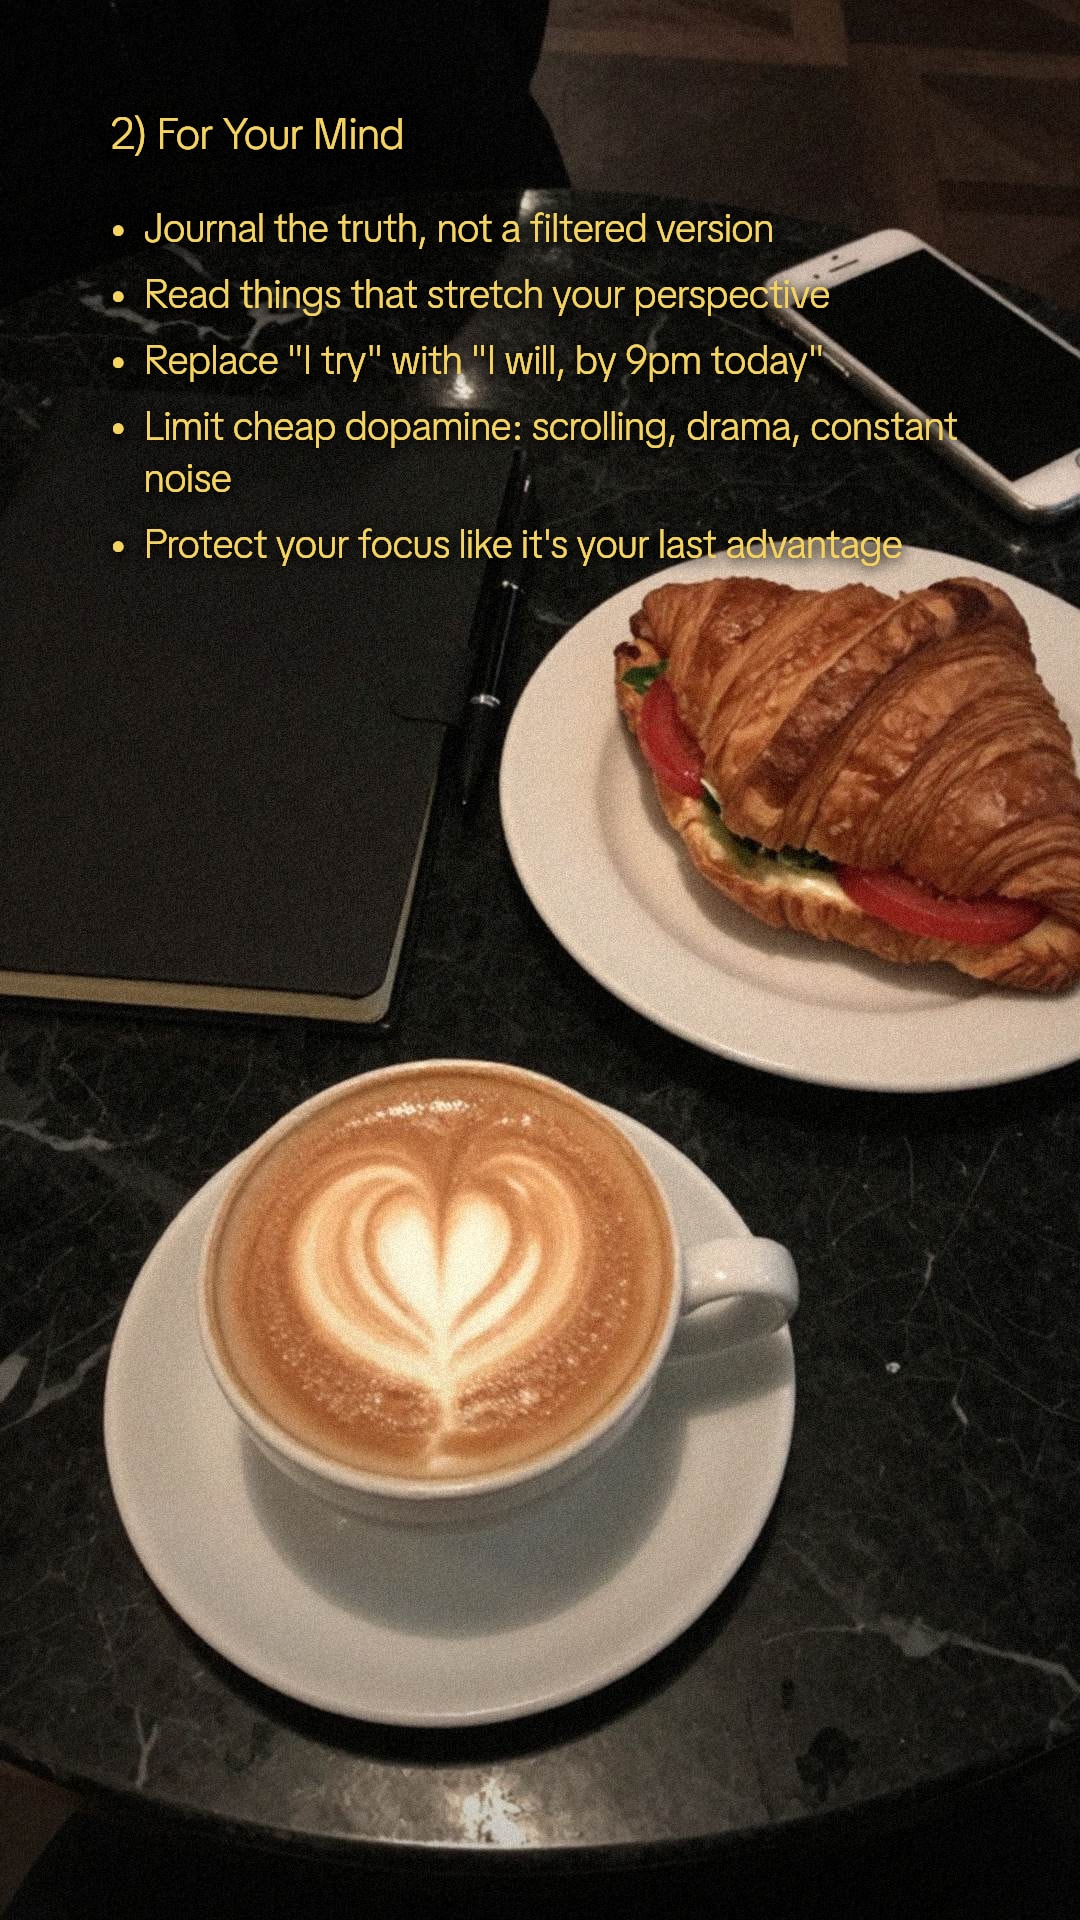 2) For Your Mind
• Journal the truth, not a filtered version
• Read things that stretch your perspective
• Replace "I try" with "I will, by 9pm today"
• Limit cheap dopamine: scrolling, drama, constant
noise
• Protect your focus like it's your last advantage